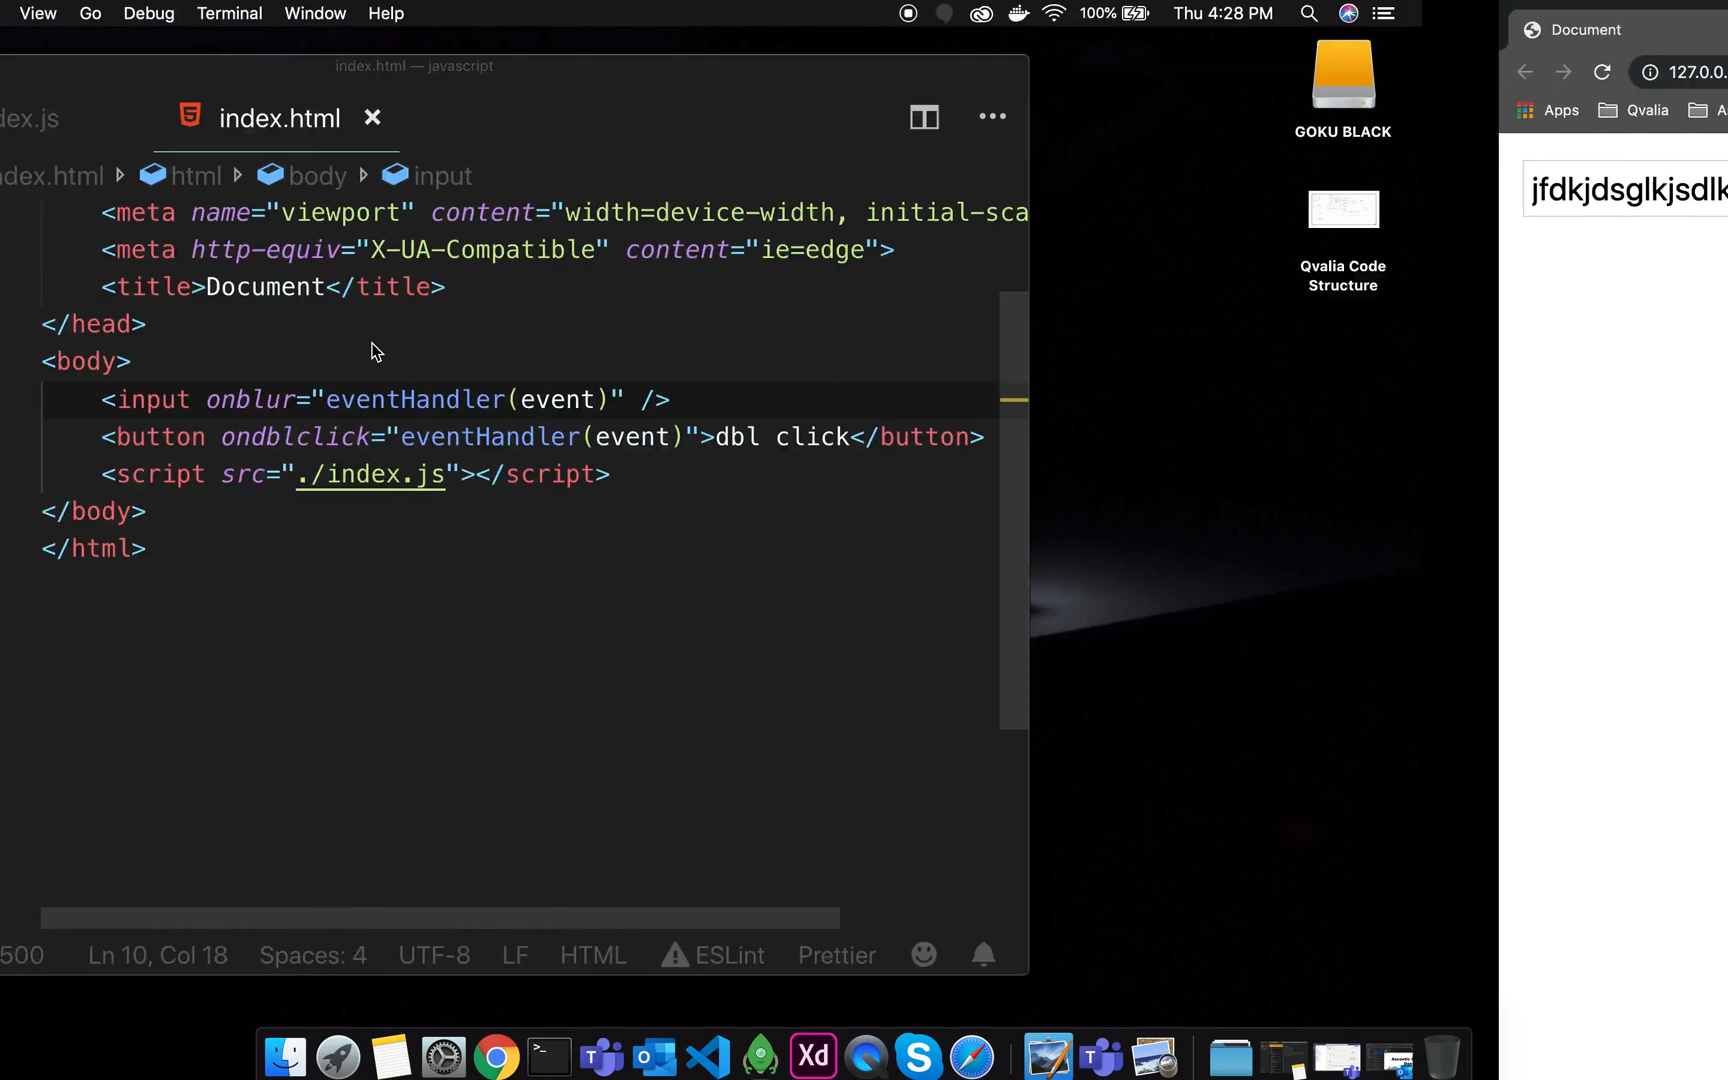 View Go Debug Terminal Window Help 100% Thu 4:28 PM
index.html — javascript
dex.js index.html
ndex.html html body input
<meta name="viewport" content="width=device-width, initial-sca
<meta http-equiv="X-UA-Compatible" content="ie=edge">
<title>Document</title>
</head>
<body>
<input onblur="eventHandler(event)" />
<button ondblclick="eventHandler(event)">dbl click</button>
<script src="./index.js"></script>
</body>
</html>
500 Ln 10, Col 18 Spaces: 4 UTF-8 LF HTML ESLint Prettier
GOKU BLACK
Qvalia Code
Structure
Document
127.0.0.
Apps Qvalia A
jfdkjdsglkjsdlk
Xd